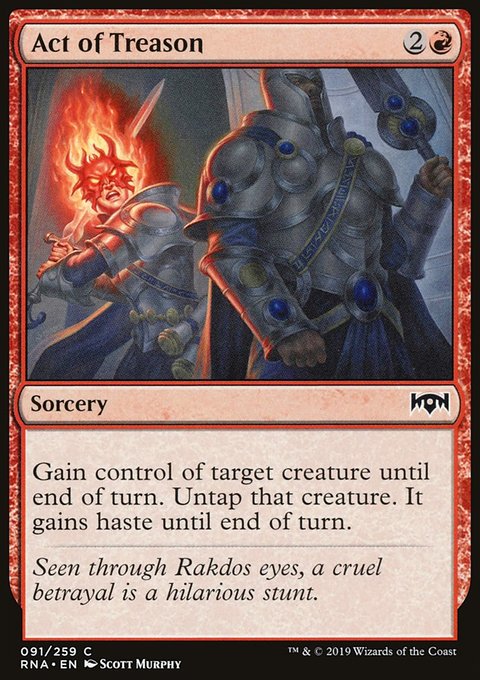 Act of Treason 2
Sorcery
Gain control of target creature until
end of turn. Untap that creature. It
gains haste until end of turn.
Seen through Rakdos eyes, a cruel
betrayal is a hilarious stunt.
091/259 C
RNA • EN Scott Murphy
™ & © 2019 Wizards of the Coast